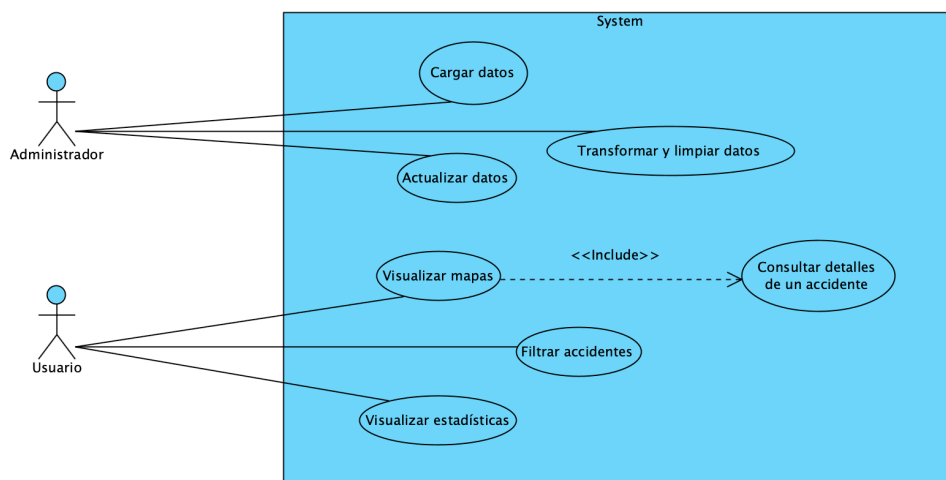 System
Cargar datos
Administrador
Transformar y limpiar datos
Actualizar datos
Visualizar mapas
<<Include>>
Consultar detalles
de un accidente
Usuario
Filtrar accidentes
Visualizar estadísticas